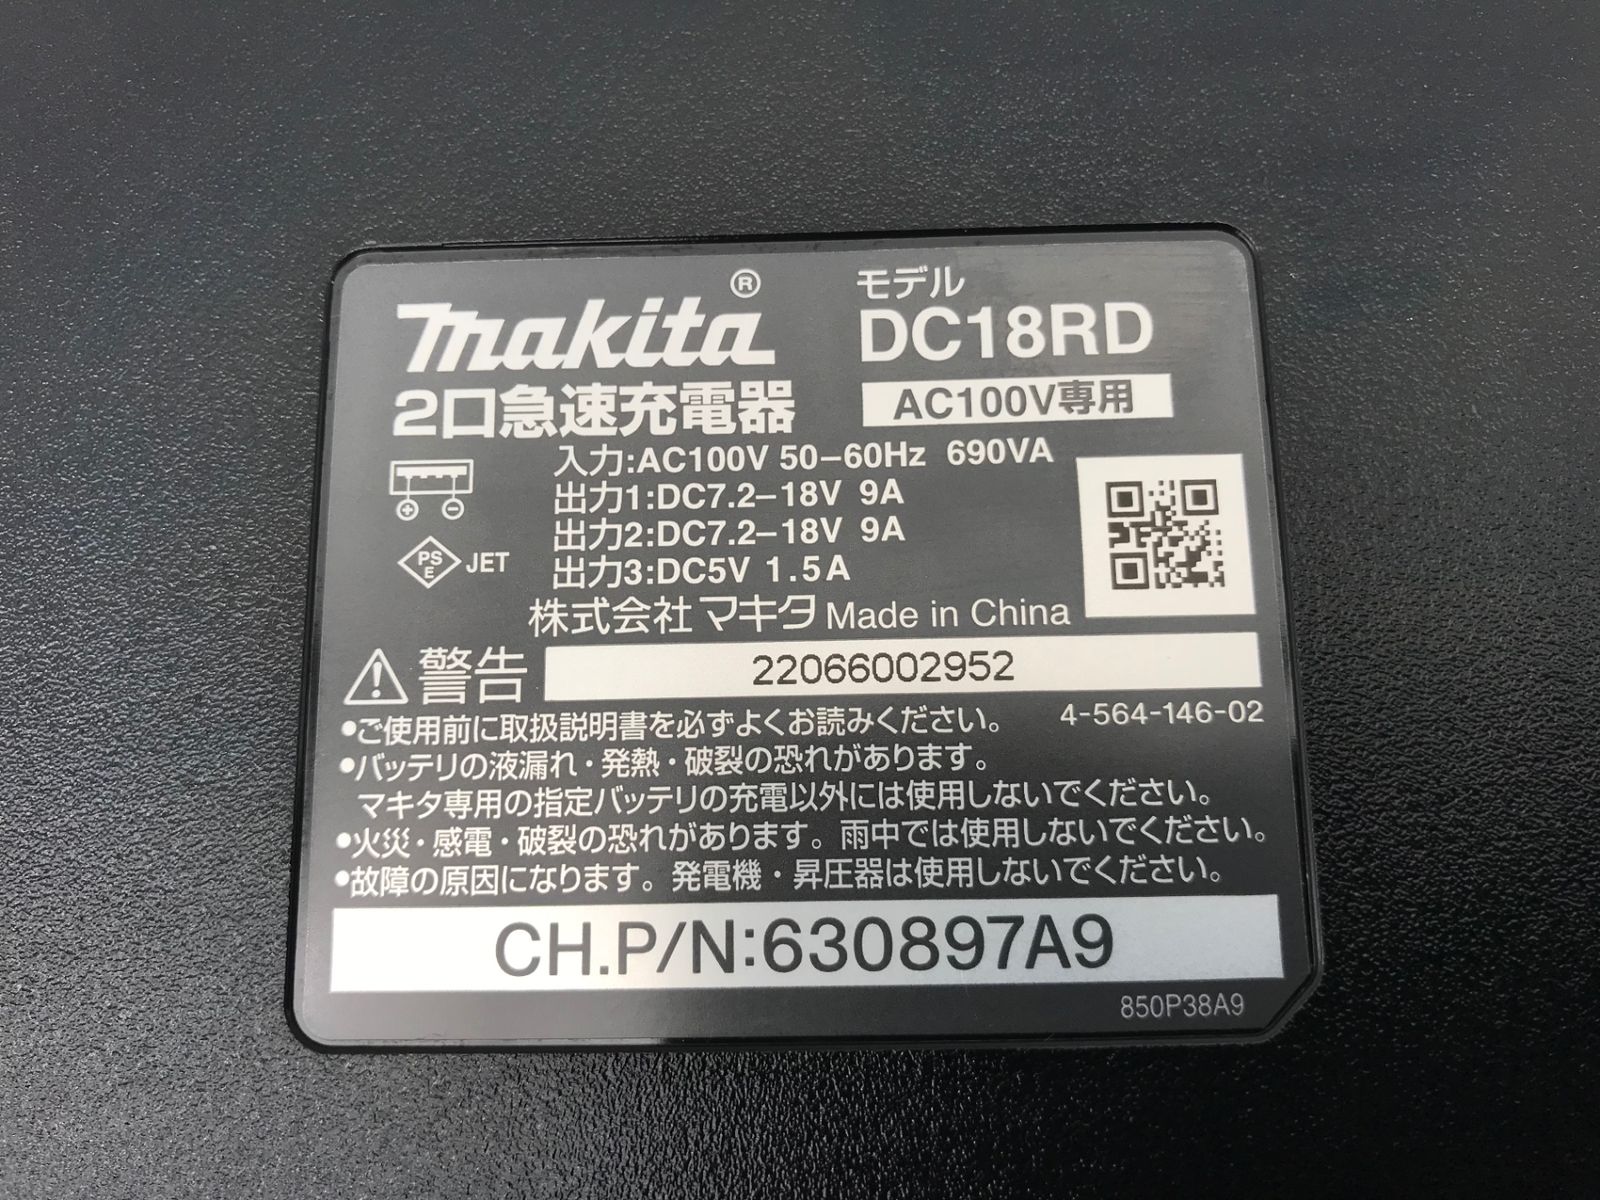 makita®
モデル
DC18RD
2口急速充電器
AC100V専用
入力:AC100V 50–60Hz 690VA
出力1:DC7.2–18V 9A
出力2:DC7.2–18V 9A
出力3:DC5V 1.5A
PS
E
JET
株式会社 マキタ Made in China
警告
22066002952
•ご使用前に取扱説明書を必ずよくお読みください。 4-564-146-02
•バッテリの液漏れ・発熱・破裂の恐れがあります。
マキタ専用の指定バッテリの充電以外には使用しないでください。
•火災・感電・破裂の恐れがあります。雨中では使用しないでください。
•故障の原因になります。発電機・昇圧器は使用しないでください。
CH.P/N:630897A9
850P38A9